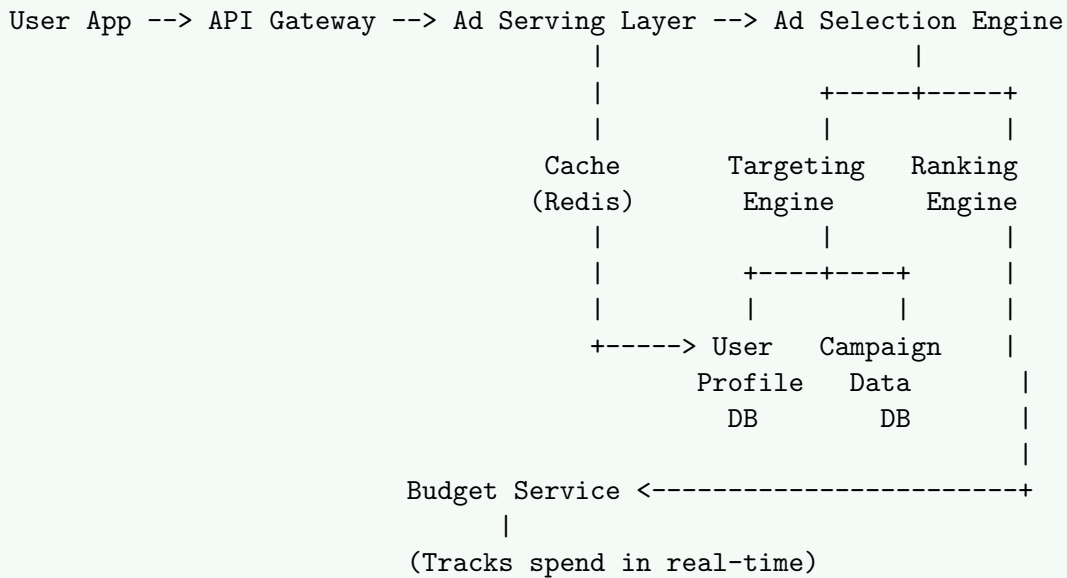 User App --> API Gateway --> Ad Serving Layer --> Ad Selection Engine
Cache Targeting Ranking
(Redis) Engine Engine
User Campaign
Profile Data
DB DB
Budget Service <------------------------+
(Tracks spend in real-time)